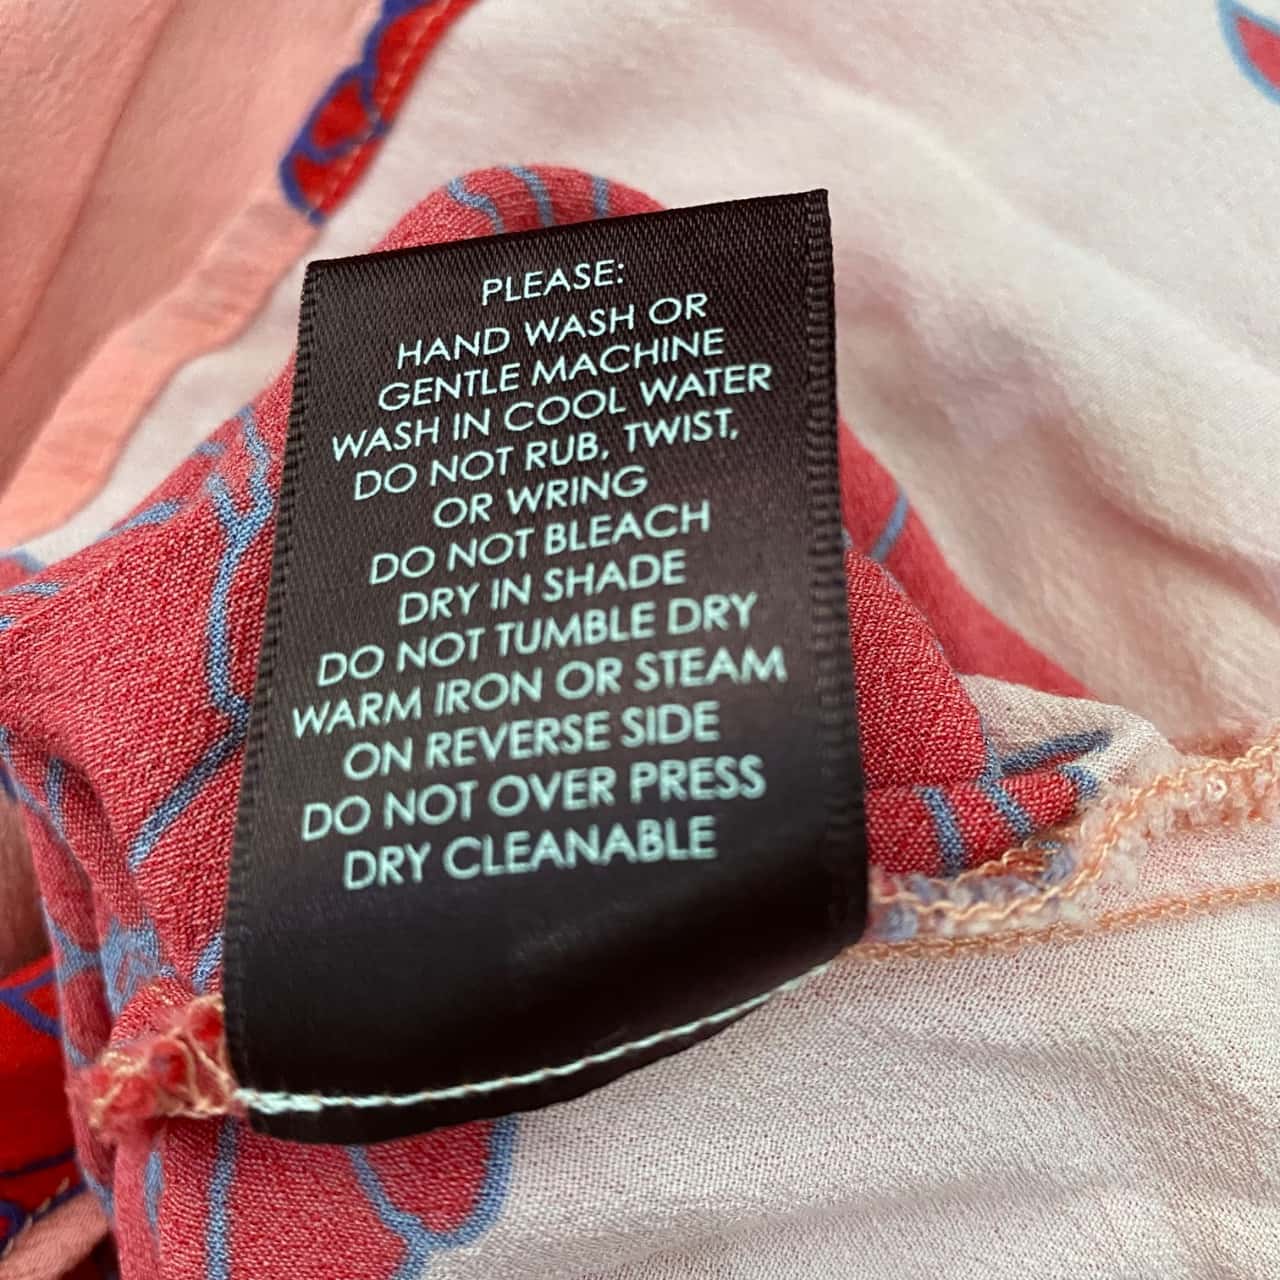 PLEASE:
HAND WASH OR
GENTLE MACHINE
WASH IN COOL WATER
DO NOT RUB, TWIST,
OR WRING
DO NOT BLEACH
DRY IN SHADE
DO NOT TUMBLE DRY
WARM IRON OR STEAM
ON REVERSE SIDE
DO NOT OVER PRESS
DRY CLEANABLE